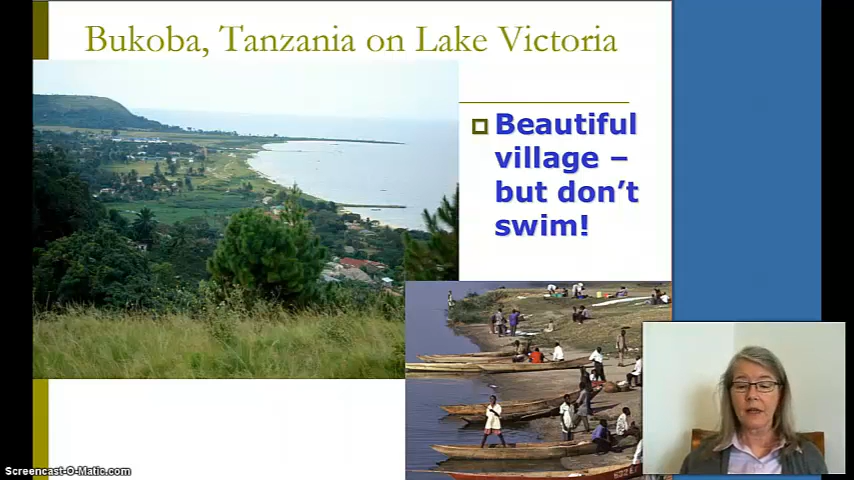 Bukoba, Tanzania on Lake Victoria
Beautiful
village –
but don’t
swim!
Screencast-O-Matic.com